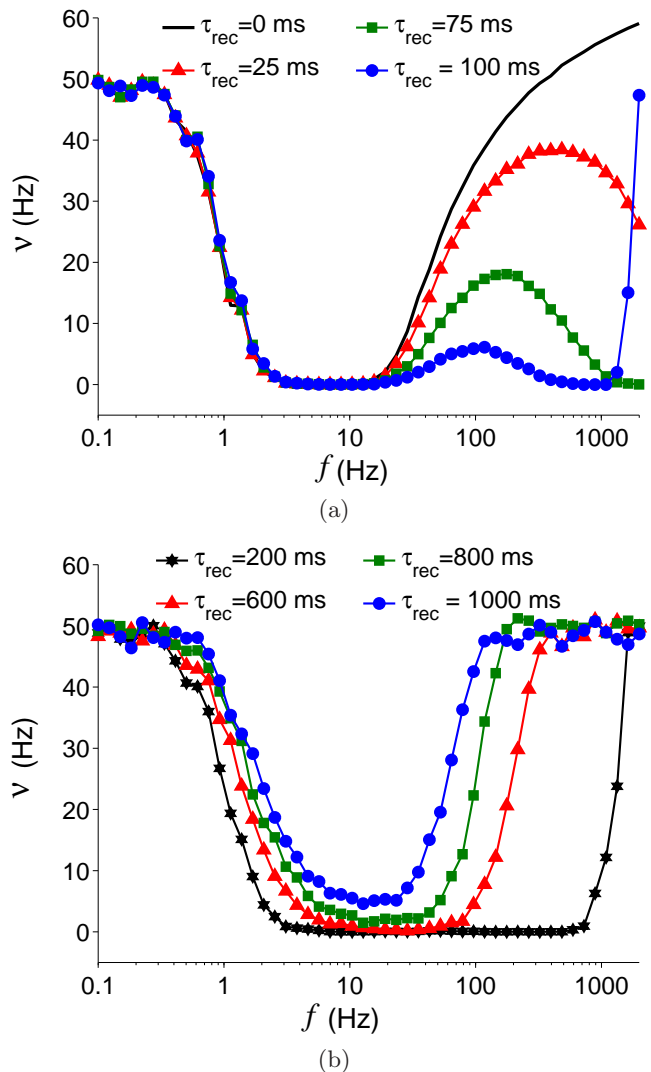 60
50
40
30
20
10
0
ν (Hz)
τrec=0 ms
τrec=75 ms
τrec=25 ms
τrec = 100 ms
0.1 1 10 100 1000
f (Hz)
(a)
60
50
40
30
20
10
0
ν (Hz)
τrec=200 ms
τrec=800 ms
τrec=600 ms
τrec = 1000 ms
0.1 1 10 100 1000
f (Hz)
(b)